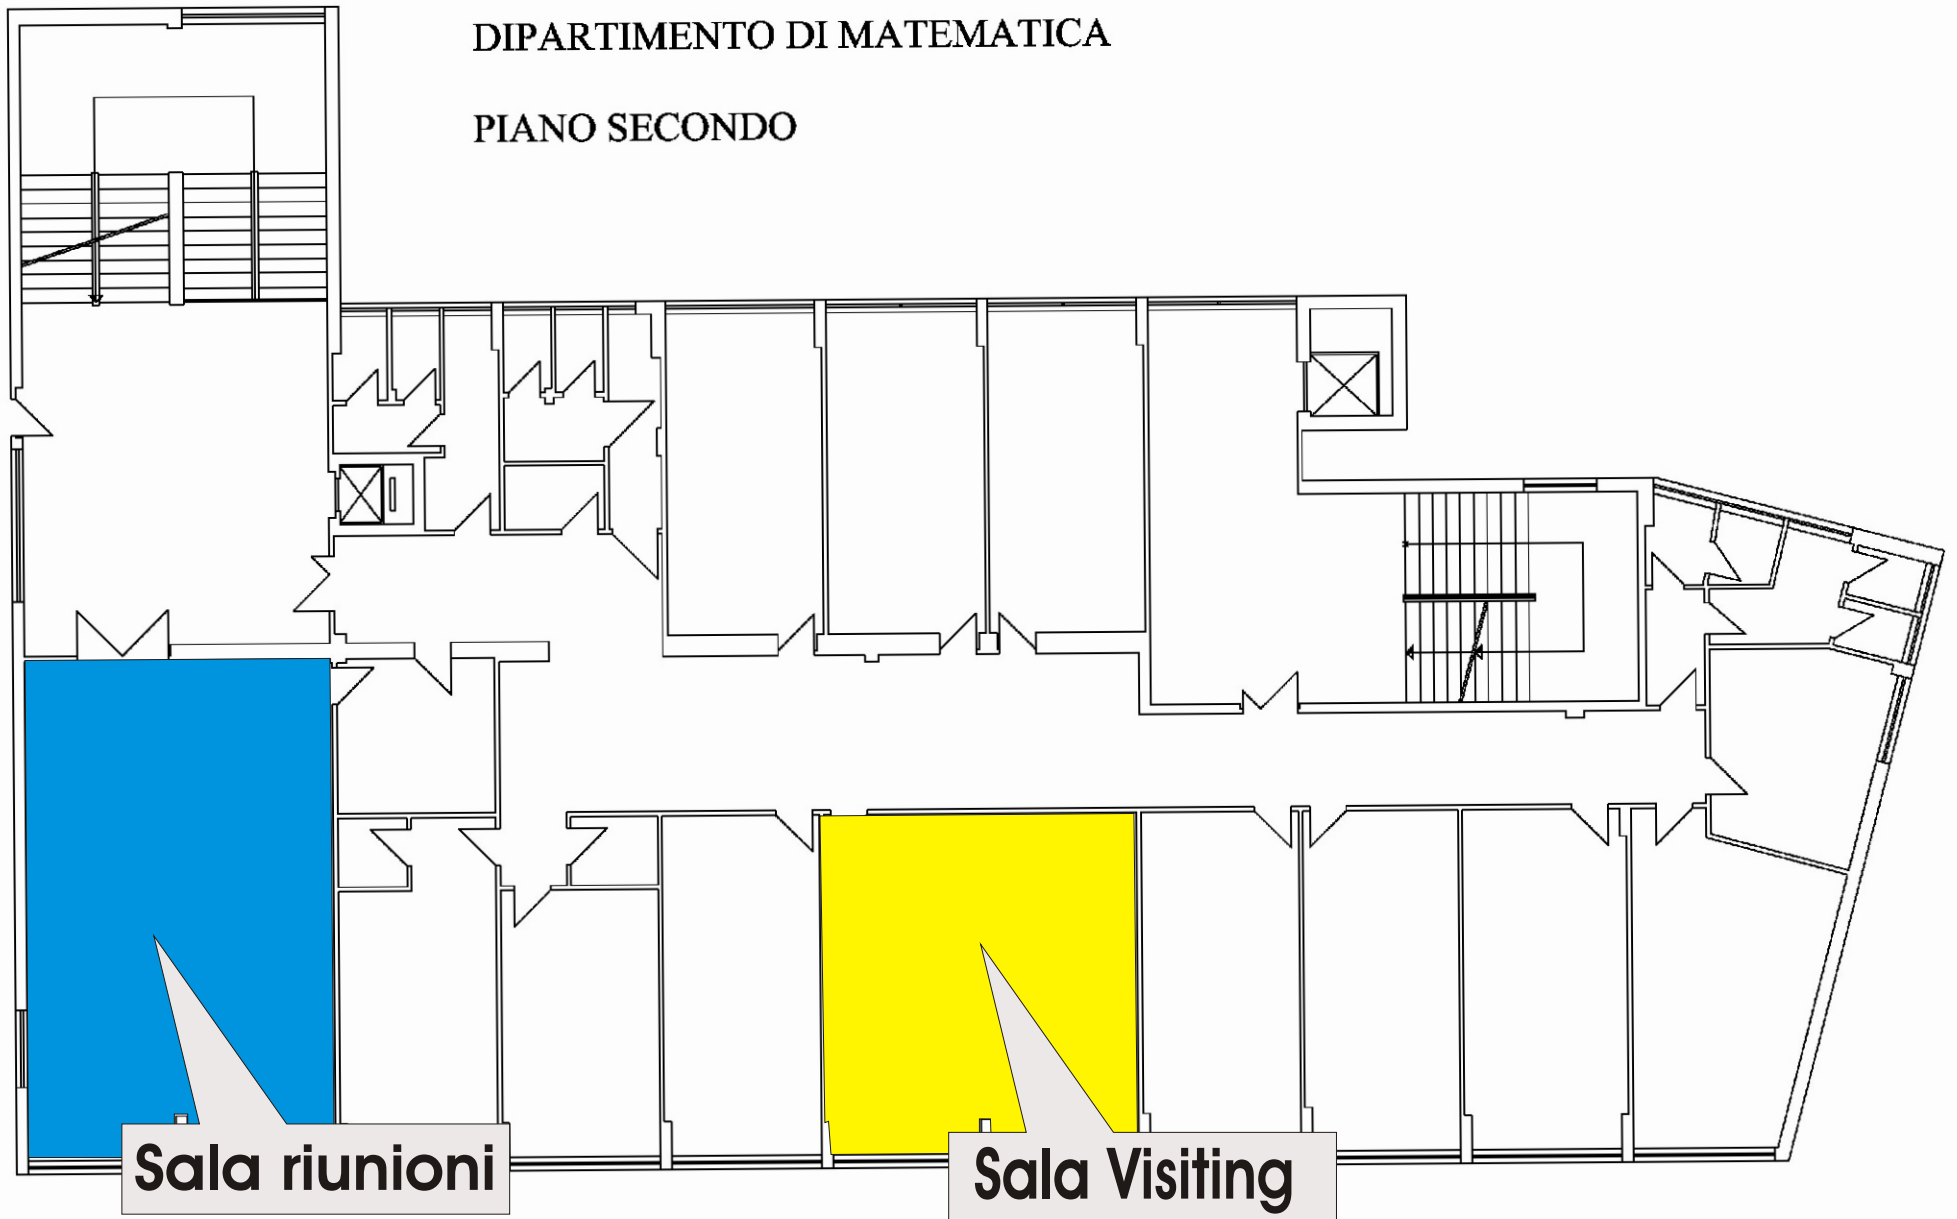 DIPARTIMENTO DI MATEMATICA
PIANO SECONDO
Sala riunioni
Sala Visiting